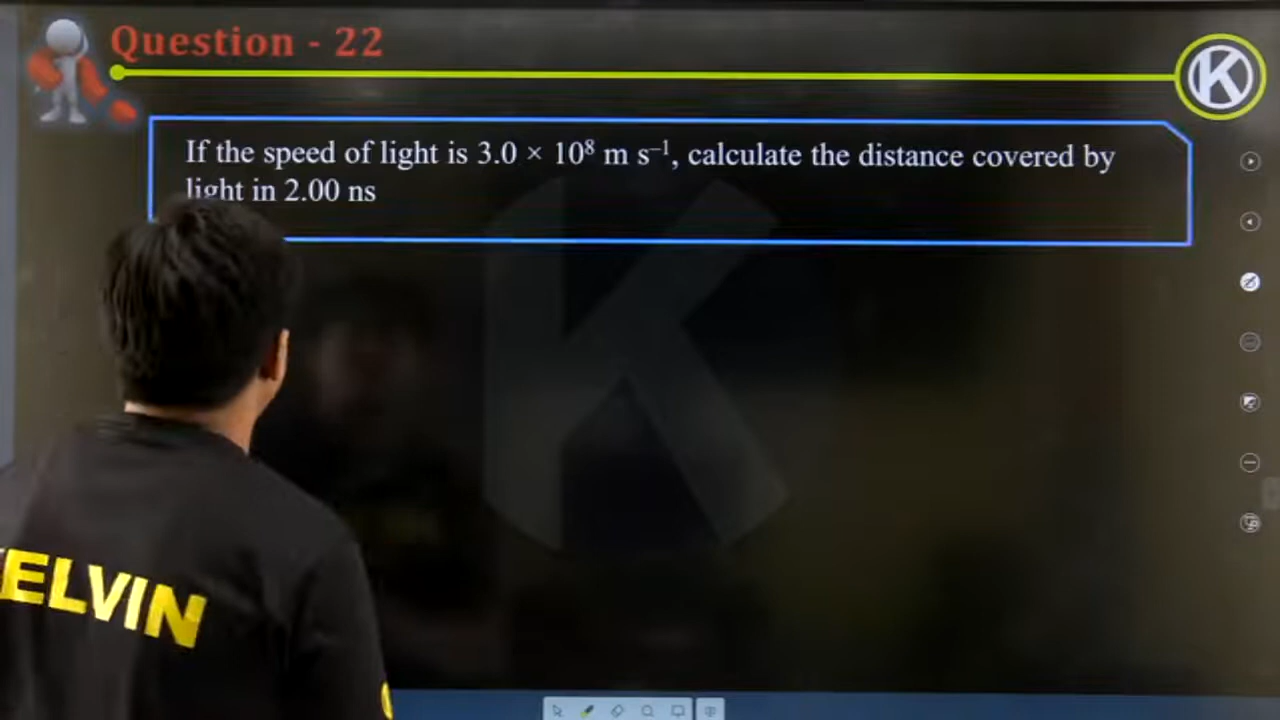 Question - 22
If the speed of light is 3.0 × 10⁸ m s⁻¹, calculate the distance covered by
light in 2.00 ns
K
ELVIN